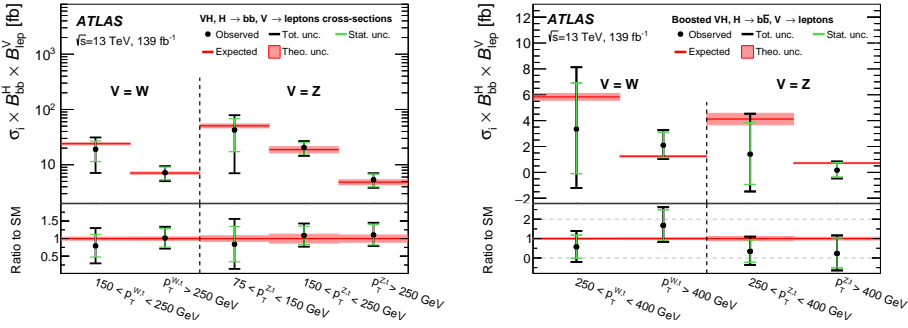 ATLAS
√s=13 TeV, 139 fb⁻¹
VH, H → bb, V → leptons cross-sections
Observed Tot. unc. Stat. unc.
Expected Theo. unc.
V = W V = Z
σᵢ × B^H_bb × B^V_lep [fb]
10³
10²
10
Ratio to SM
1.5
1
0.5
150 < p_T^{W,t} < 250 GeV
p_T^{W,t} > 250 GeV
75 < p_T^{Z,t} < 150 GeV
150 < p_T^{Z,t} < 250 GeV
p_T^{Z,t} > 250 GeV
ATLAS
√s=13 TeV, 139 fb⁻¹
Boosted VH, H → bb̅, V → leptons
Observed Tot. unc. Stat. unc.
Expected Theo. unc.
V = W V = Z
σᵢ × B^H_bb × B^V_lep [fb]
12
10
8
6
4
2
0
−2
Ratio to SM
2
1
0
250 < p_T^{W,t} < 400 GeV
p_T^{W,t} > 400 GeV
250 < p_T^{Z,t} < 400 GeV
p_T^{Z,t} > 400 GeV